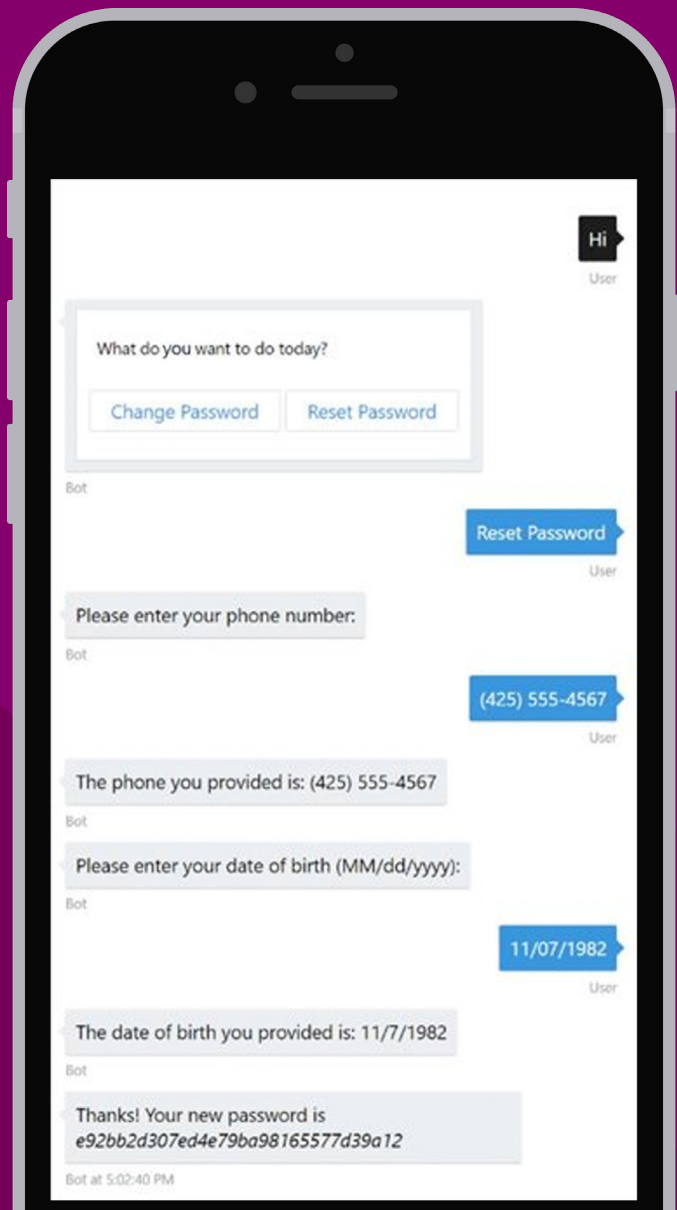 Hi
User
What do you want to do today?
Change Password Reset Password
Bot
Reset Password
User
Please enter your phone number:
Bot
(425) 555-4567
User
The phone you provided is: (425) 555-4567
Bot
Please enter your date of birth (MM/dd/yyyy):
Bot
11/07/1982
User
The date of birth you provided is: 11/7/1982
Bot
Thanks! Your new password is
e92bb2d307ed4e79ba98165577d39a12
Bot at 5:02:40 PM